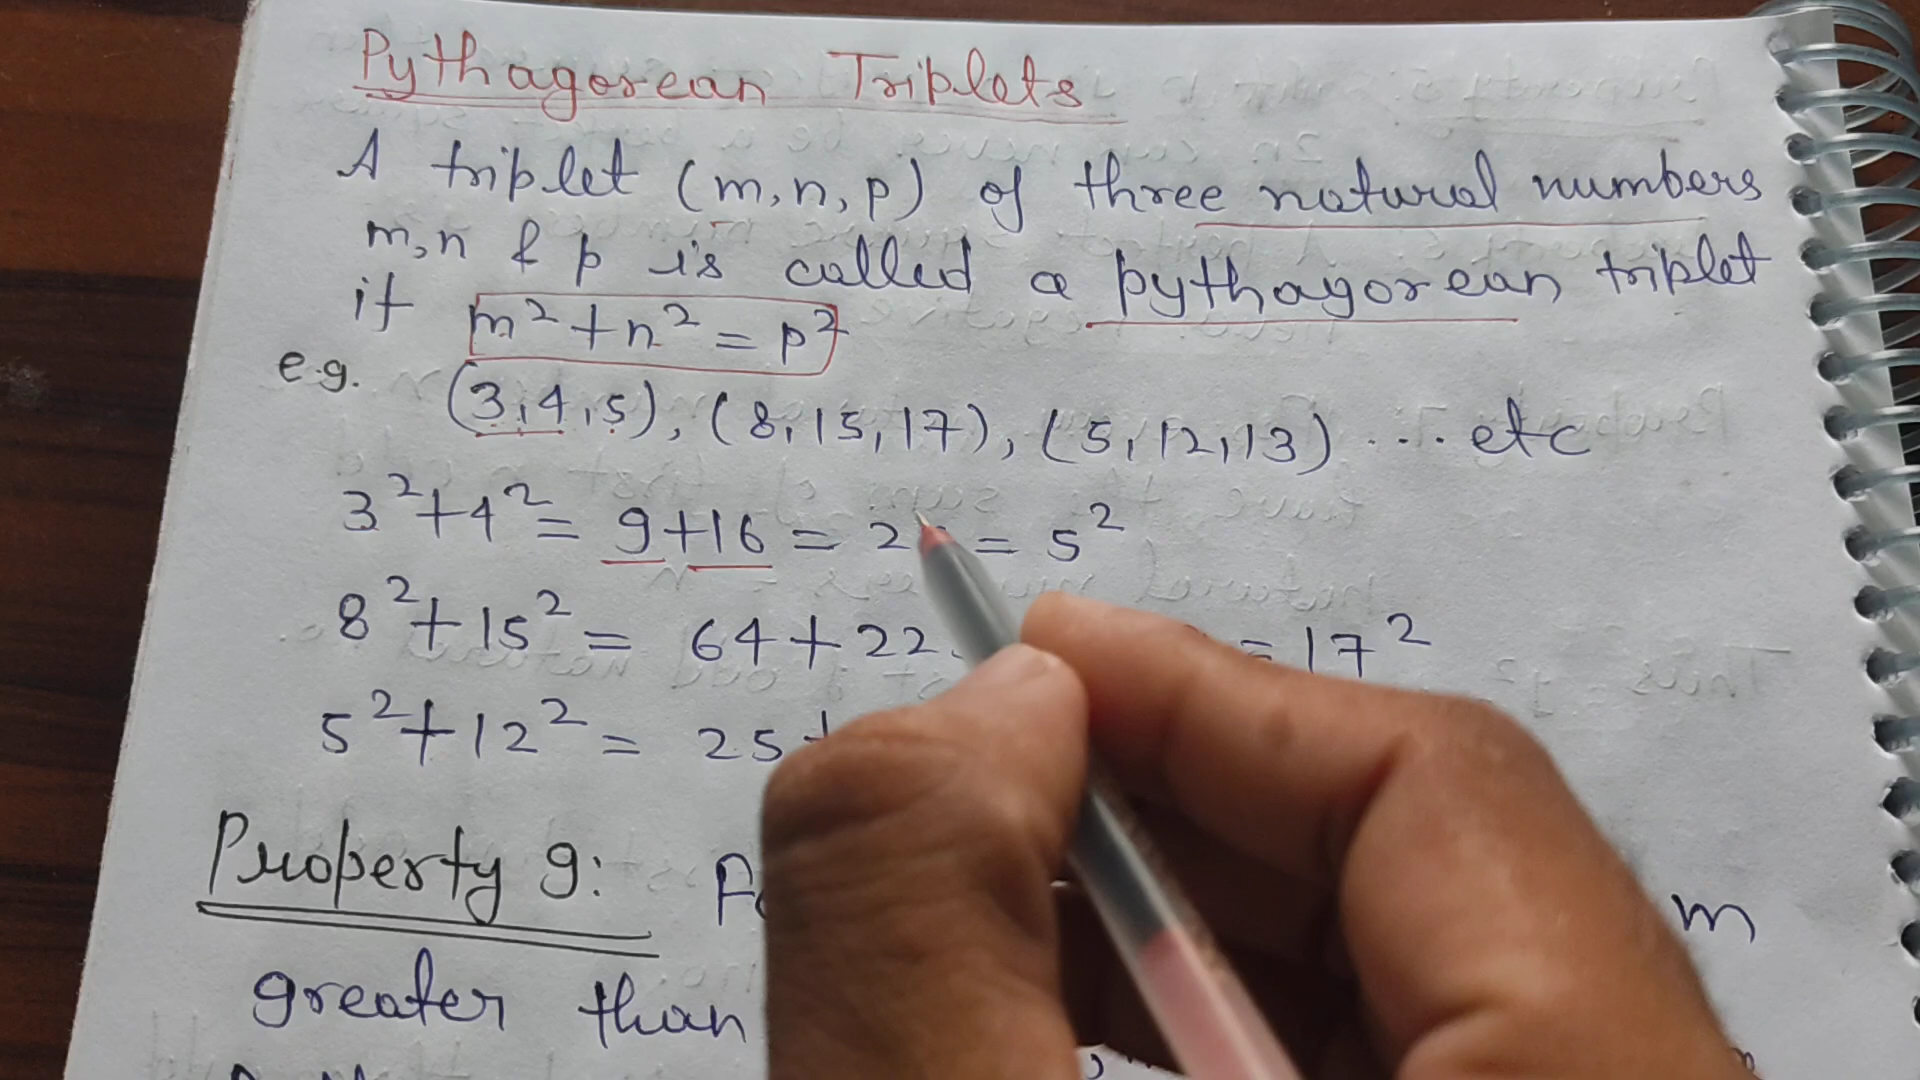 Pythagorean Triplets
A triplet (m,n,p) of three natural numbers
m,n & p is called a pythagorean triplet
if m²+n²=p²
e.g. (3,4,5), (8,15,17), (5,12,13) ... etc
3²+4²= 9+16 = 2 = 5²
8²+15²= 64+22 = 17²
5²+12²= 25+
Property 9: m
greater than